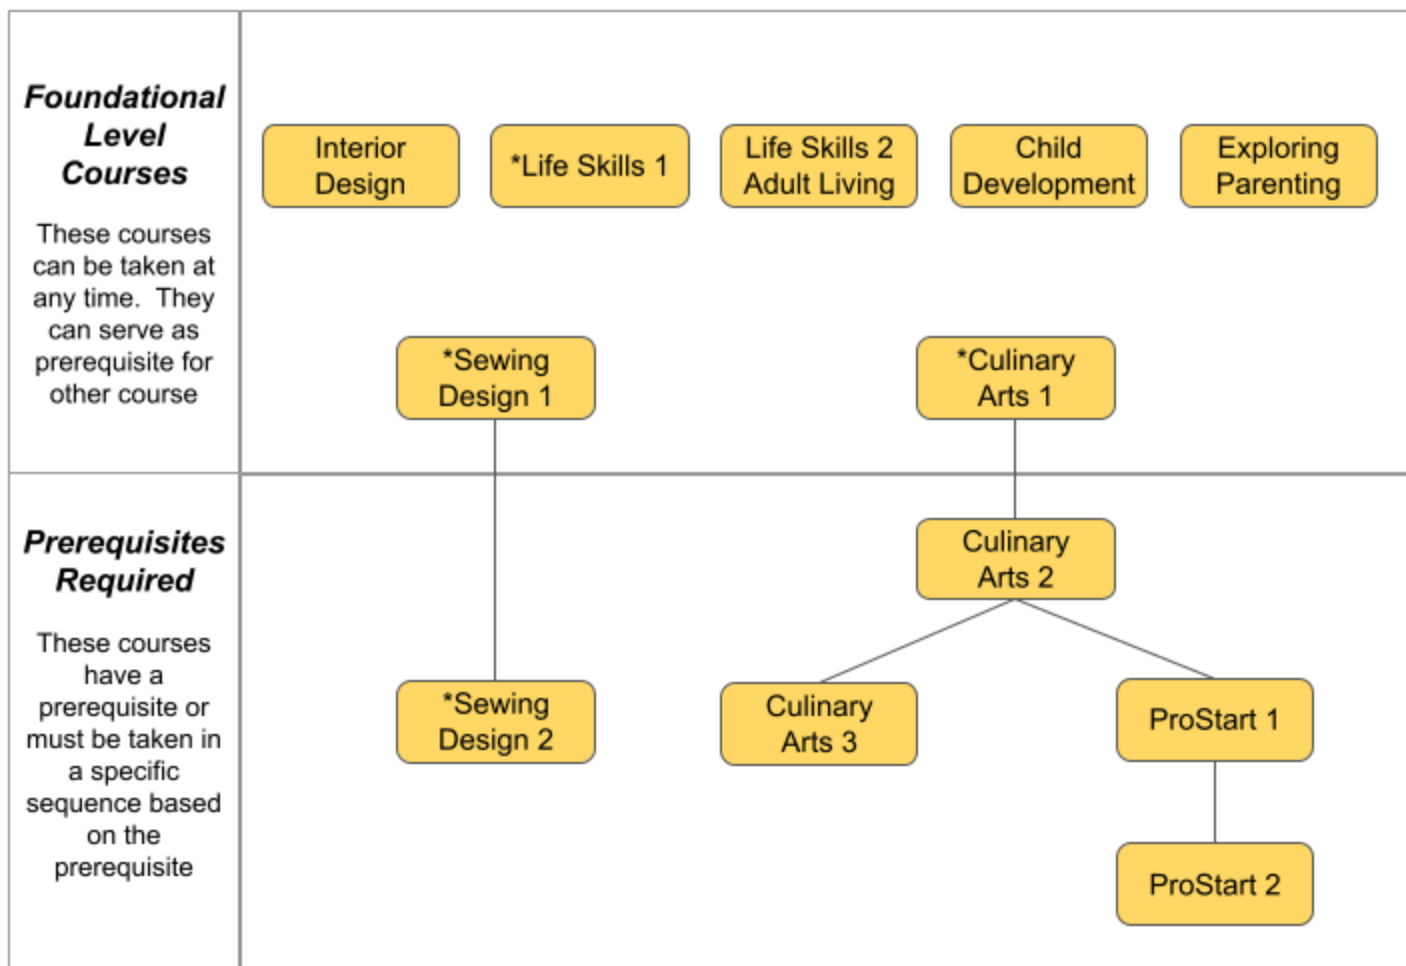 Foundational
Level
Courses
These courses
can be taken at
any time.  They
can serve as
prerequisite for
other course
Interior
Design
*Life Skills 1
Life Skills 2
Adult Living
Child
Development
Exploring
Parenting
*Sewing
Design 1
*Culinary
Arts 1
Prerequisites
Required
These courses
have a
prerequisite or
must be taken in
a specific
sequence based
on the
prerequisite
Culinary
Arts 2
*Sewing
Design 2
Culinary
Arts 3
ProStart 1
ProStart 2